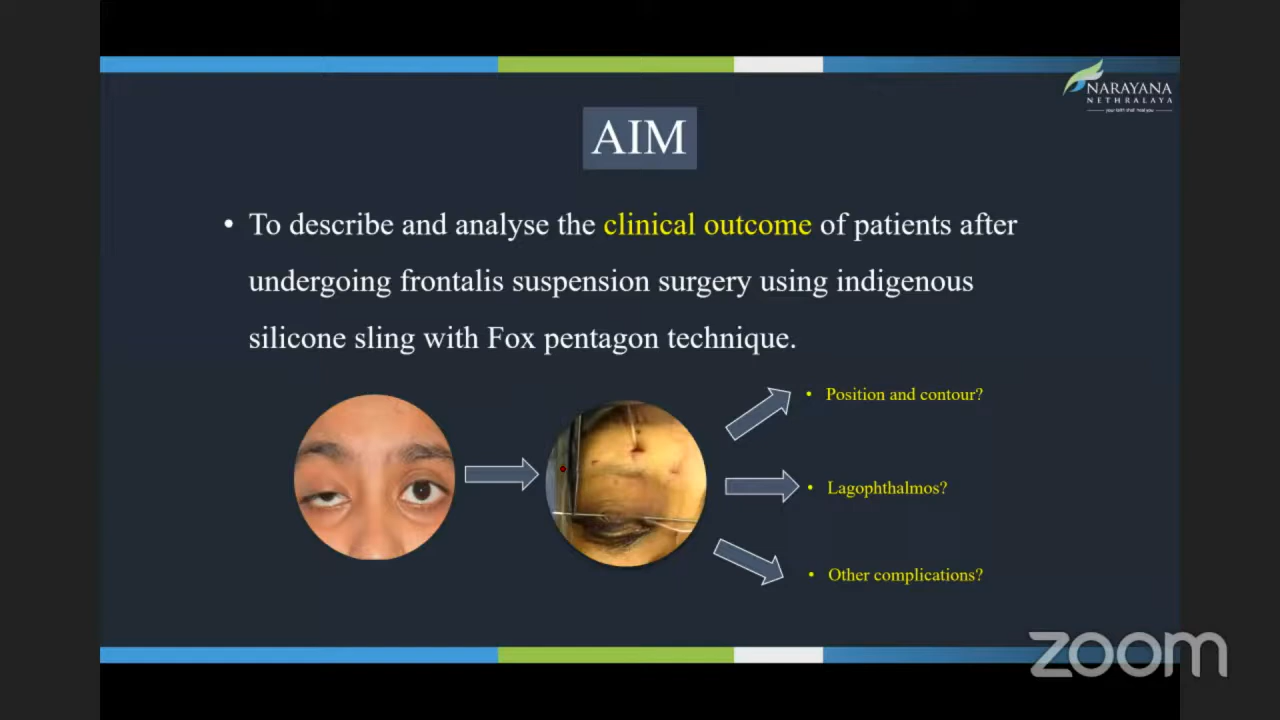 NARAYANA
NETHRALAYA
AIM
• To describe and analyse the clinical outcome of patients after
undergoing frontalis suspension surgery using indigenous
silicone sling with Fox pentagon technique.
• Position and contour?
• Lagophthalmos?
• Other complications?
zoom